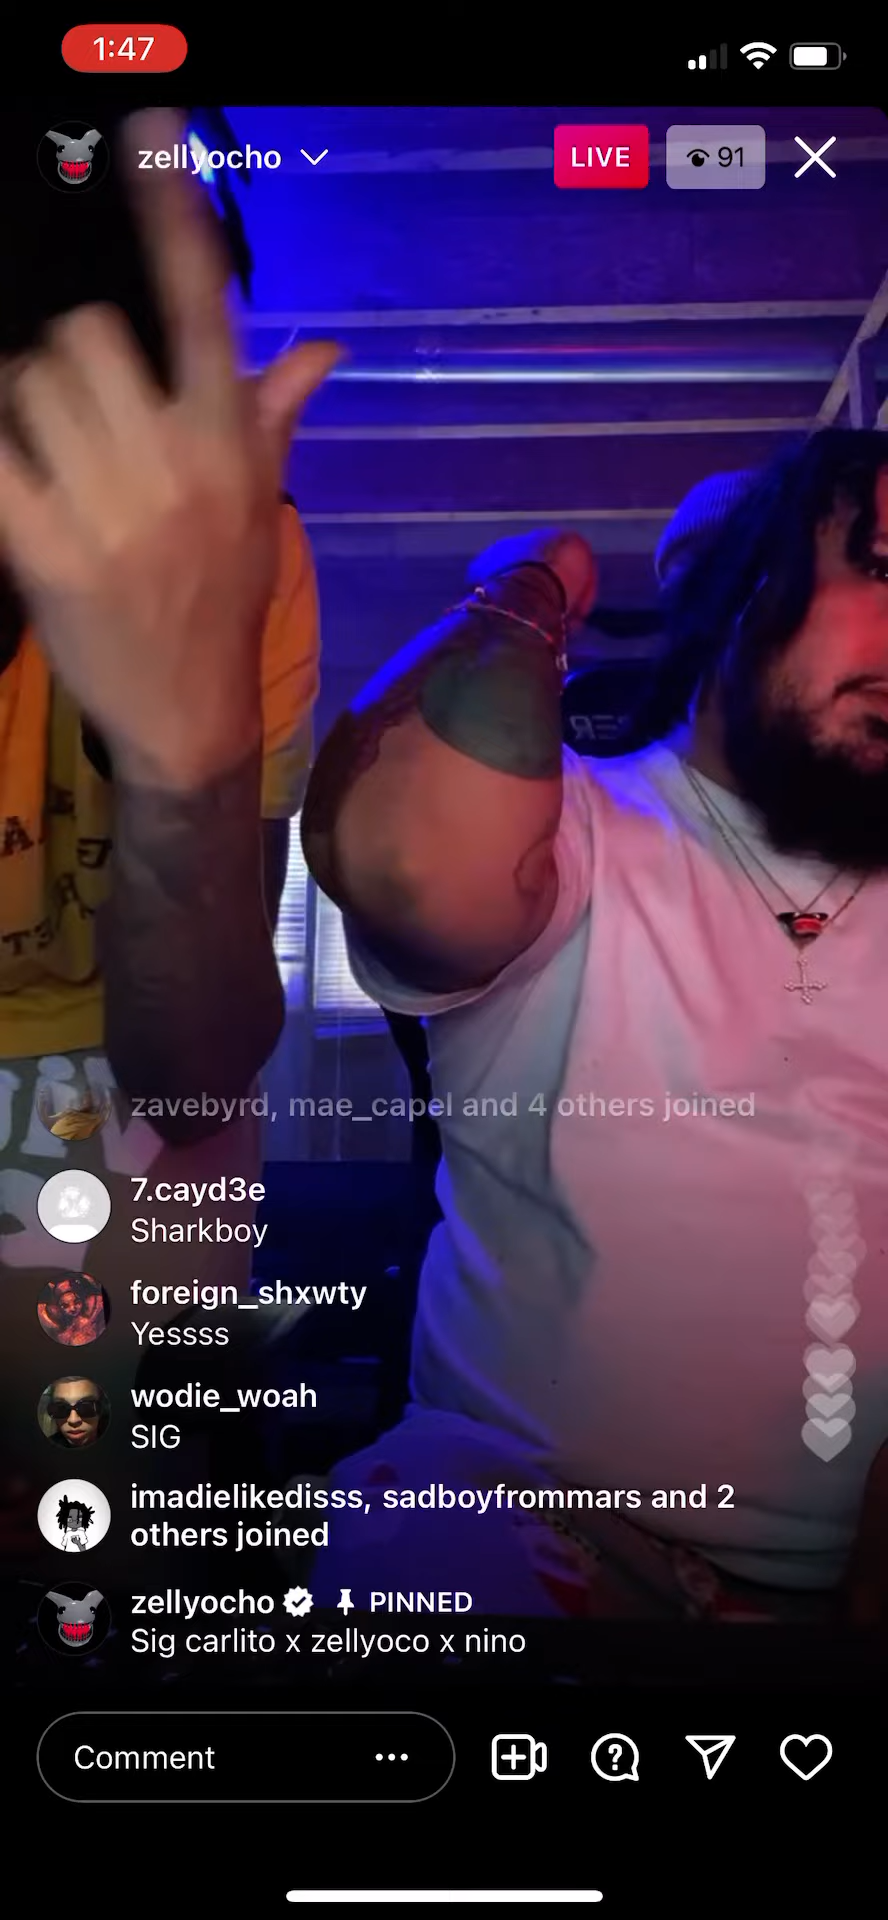 1:47
zellyocho
LIVE
91
zavebyrd, mae_capel and 4 others joined
7.cayd3e
Sharkboy
foreign_shxwty
Yessss
wodie_woah
SIG
imadielikedisss, sadboyfrommars and 2
others joined
zellyocho PINNED
Sig carlito x zellyoco x nino
Comment